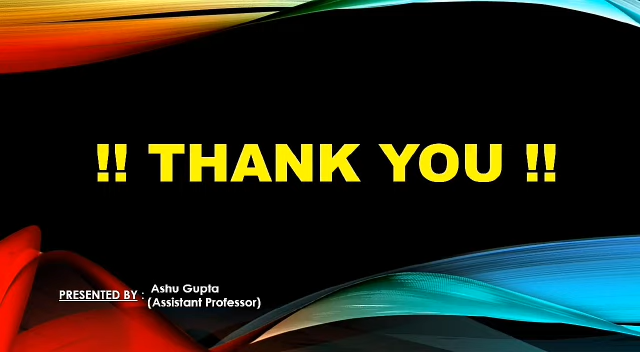 !! THANK YOU !!
PRESENTED BY : Ashu Gupta
(Assistant Professor)